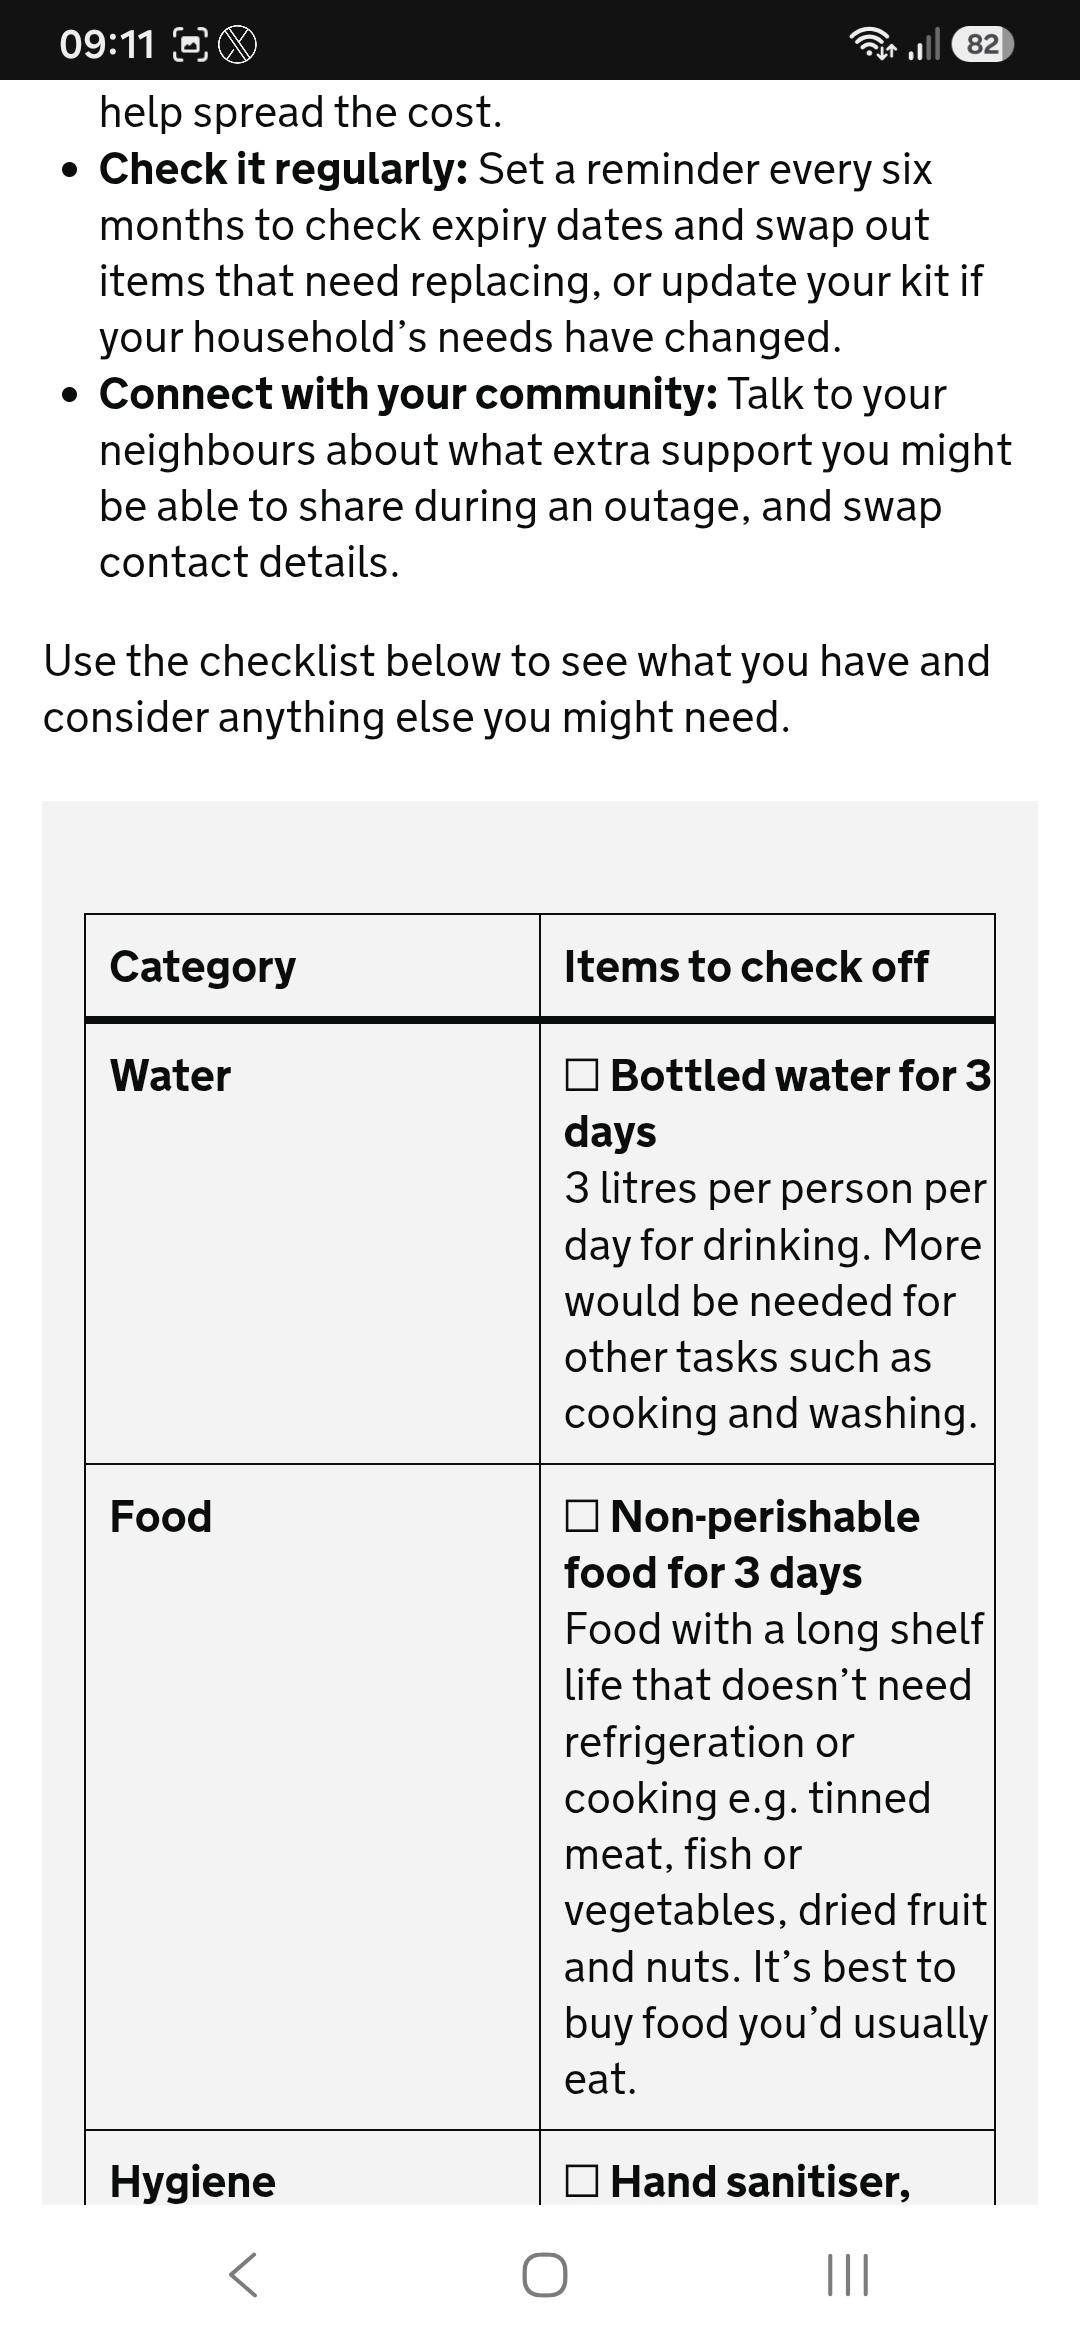 09:11
82
help spread the cost.
• Check it regularly: Set a reminder every six
months to check expiry dates and swap out
items that need replacing, or update your kit if
your household’s needs have changed.
• Connect with your community: Talk to your
neighbours about what extra support you might
be able to share during an outage, and swap
contact details.
Use the checklist below to see what you have and
consider anything else you might need.
Category
Items to check off
Water
☐ Bottled water for 3
days
3 litres per person per
day for drinking. More
would be needed for
other tasks such as
cooking and washing.
Food
☐ Non-perishable
food for 3 days
Food with a long shelf
life that doesn’t need
refrigeration or
cooking e.g. tinned
meat, fish or
vegetables, dried fruit
and nuts. It’s best to
buy food you’d usually
eat.
Hygiene
☐ Hand sanitiser,